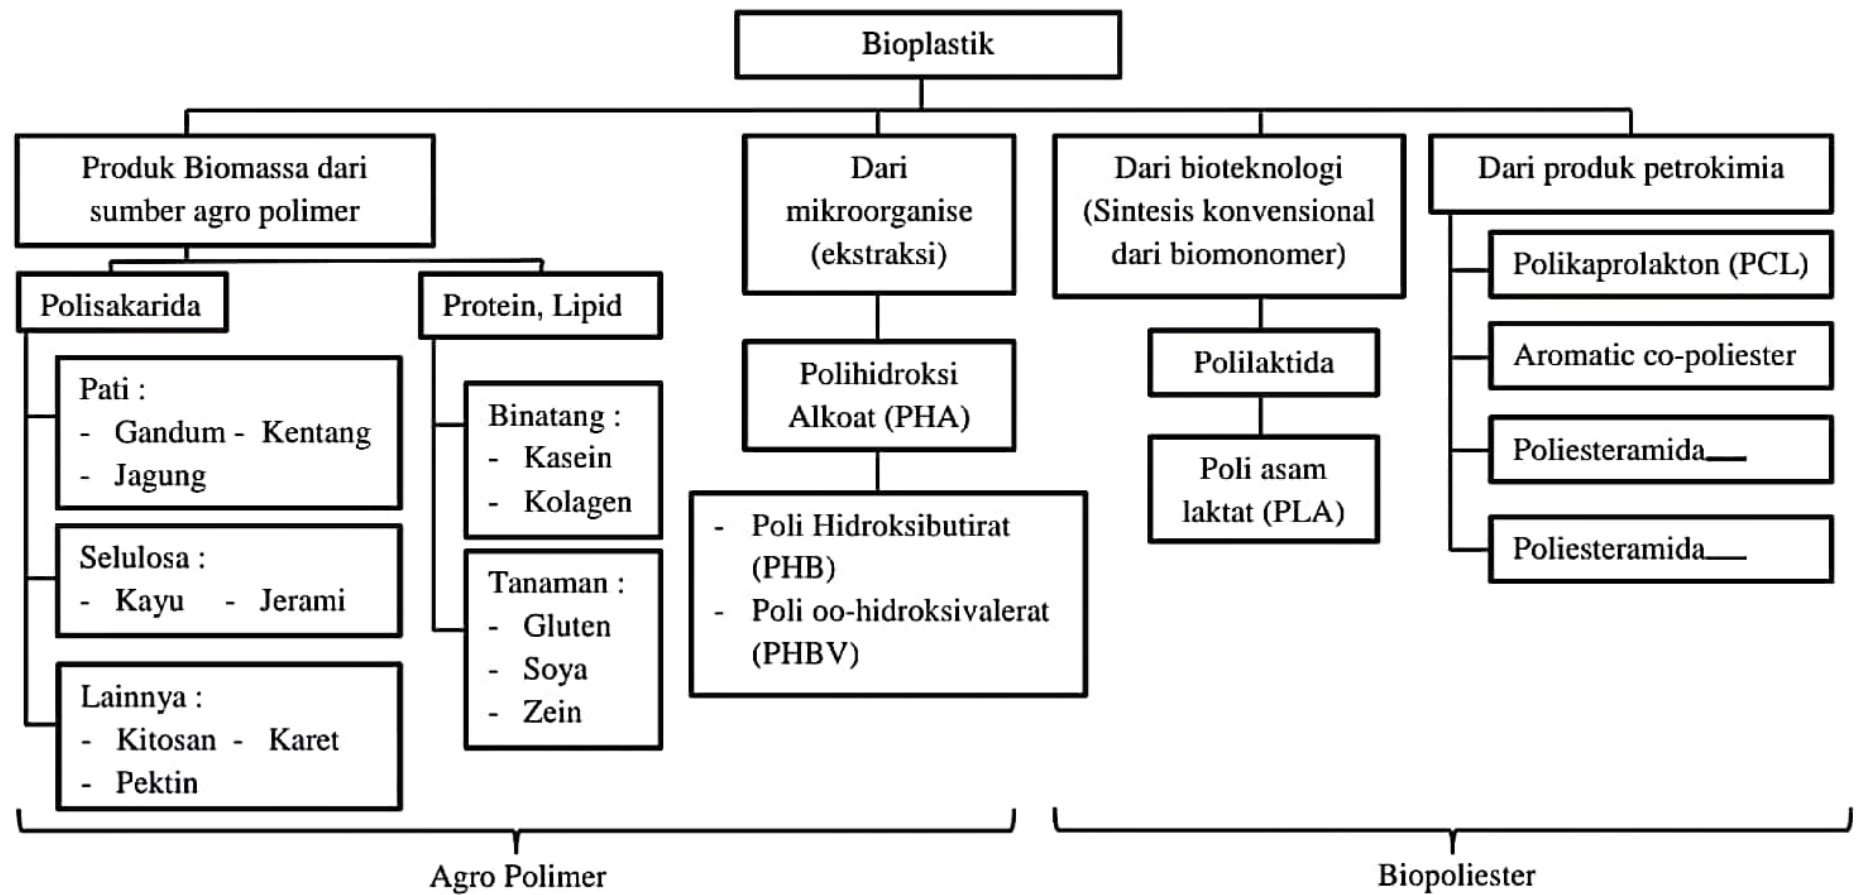 Bioplastik
Produk Biomassa dari
sumber agro polimer
Polisakarida
Pati :
- Gandum - Kentang
- Jagung
Selulosa :
- Kayu - Jerami
Lainnya :
- Kitosan - Karet
- Pektin
Protein, Lipid
Binatang :
- Kasein
- Kolagen
Tanaman :
- Gluten
- Soya
- Zein
Dari
mikroorganise
(ekstraksi)
Polihidroksi
Alkoat (PHA)
- Poli Hidroksibutirat
(PHB)
- Poli oo-hidroksivalerat
(PHBV)
Dari bioteknologi
(Sintesis konvensional
dari biomonomer)
Polilaktida
Poli asam
laktat (PLA)
Dari produk petrokimia
Polikaprolakton (PCL)
Aromatic co-poliester
Poliesteramida__
Poliesteramida__
Agro Polimer
Biopoliester